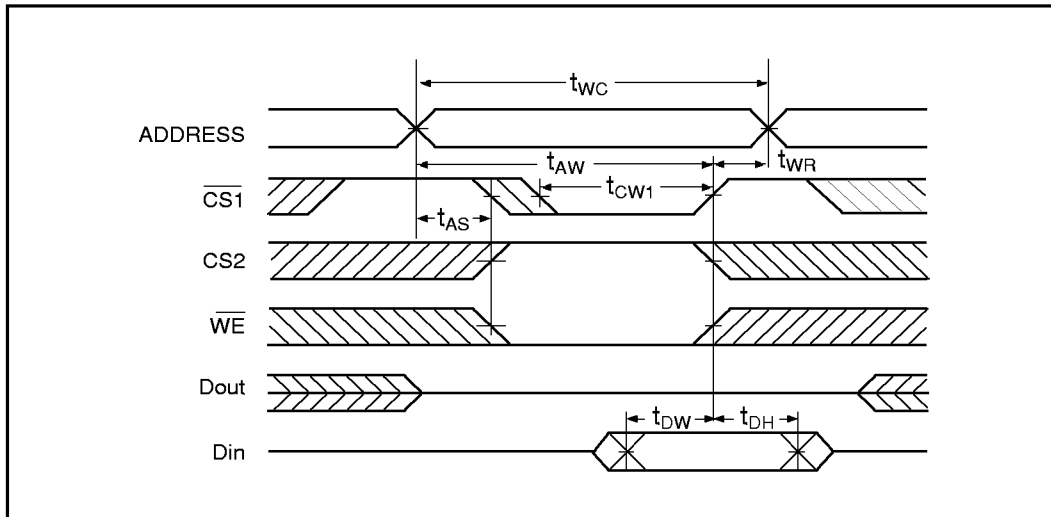 tWC
ADDRESS
tAW
tWR
CS1
tCW1
tAS
CS2
WE
Dout
tDW
tDH
Din